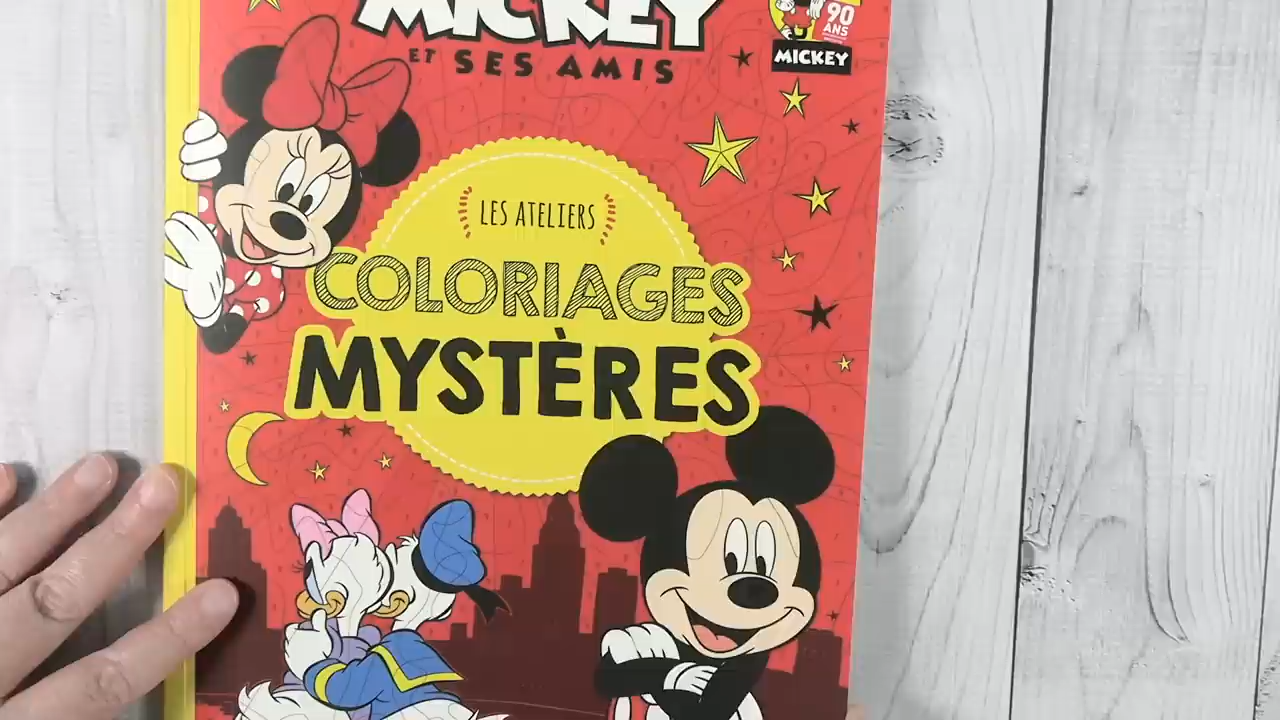 MICKEY
ET SES AMIS
90
ANS
MICKEY
LES ATELIERS
COLORIAGES
MYSTÈRES